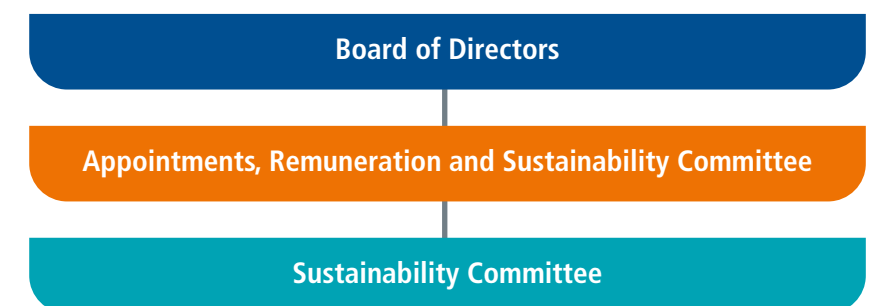 Board of Directors
Appointments, Remuneration and Sustainability Committee
Sustainability Committee